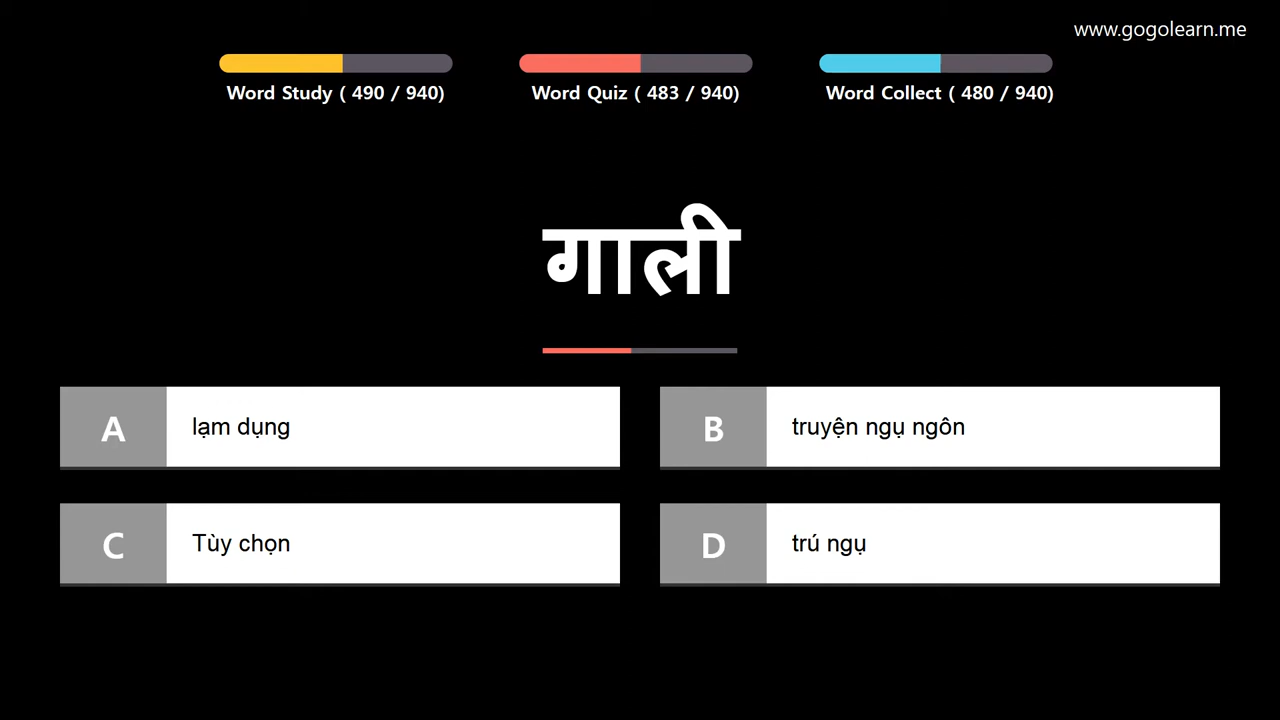 www.gogolearn.me
Word Study ( 490 / 940)
Word Quiz ( 483 / 940)
Word Collect ( 480 / 940)
गाली
A
lạm dụng
B
truyện ngụ ngôn
C
Tùy chọn
D
trú ngụ